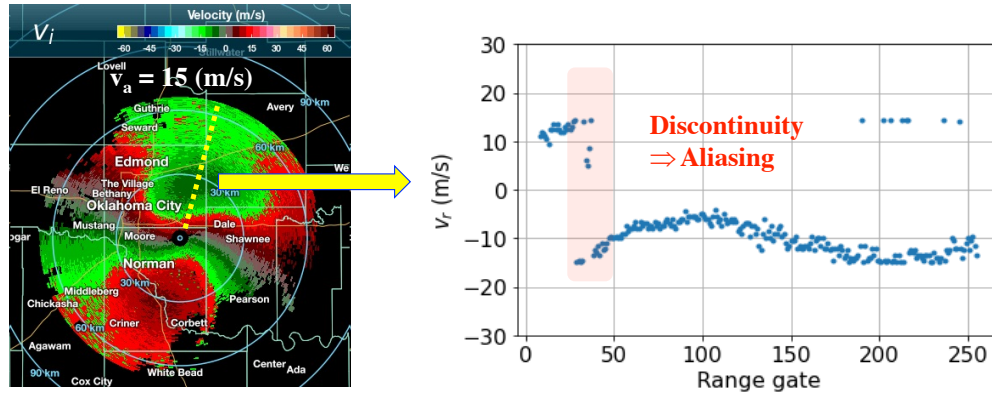 Velocity (m/s)
v_i
-60 -45 -30 -15 0 15 30 45 60
Stillwater
Lovell
v_a = 15 (m/s)
90 km
Avery
Guthrie
Seward
60 km
Edmond
We
The Village
El Reno
Bethany
30 km
Oklahoma City
Mustang
Dale
ogar
Moore
Shawnee
Norman
30 km
Middleberg
Pearson
Chickasha
60 km
Criner
Corbett
Agawam
Center
Ada
90 km
White Bead
Cox City
30
20
10
0
−10
−20
−30
v_r (m/s)
Discontinuity
⇒ Aliasing
0 50 100 150 200 250
Range gate